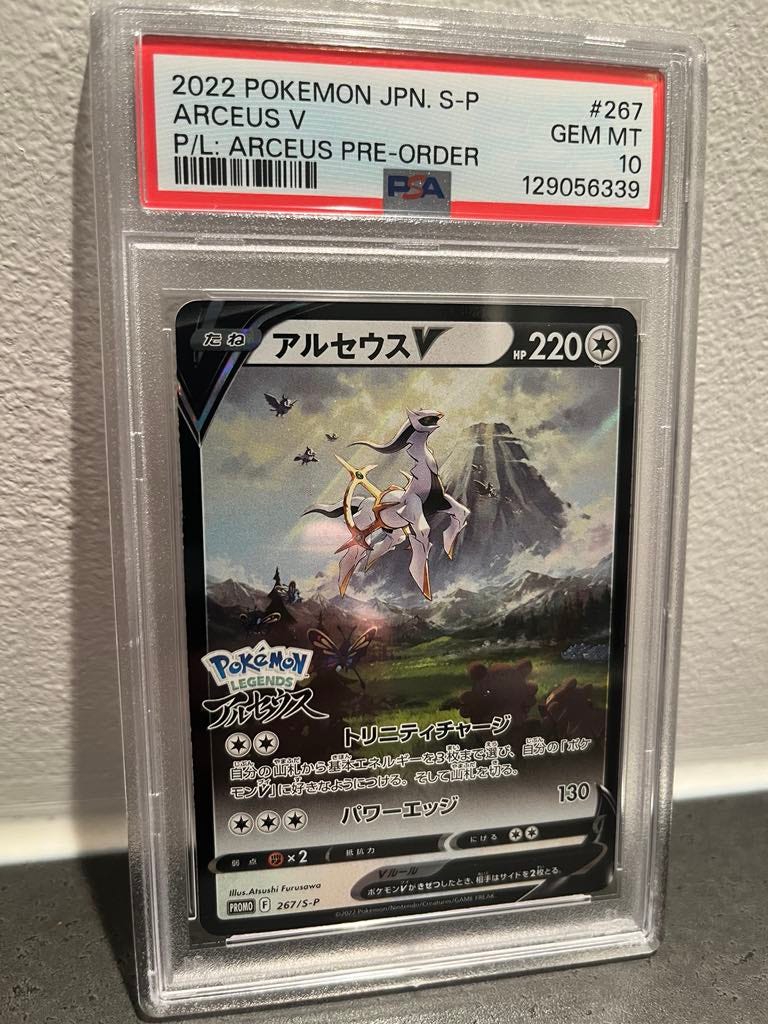 2022 POKEMON JPN. S-P #267
ARCEUS V GEM MT
P/L: ARCEUS PRE-ORDER 10
PSA 129056339
たね アルセウスV HP 220
Pokémon
LEGENDS
アルセウス
トリニティチャージ
自分の山札から基本エネルギーを3枚まで選び、自分の「ポケ
モンV」に好きなようにつける。そして山札を切る。
パワーエッジ 130
弱点 ×2 抵抗力 にげる
Vルール
ポケモンVがきぜつしたとき、相手はサイドを2枚とる。
Illus.Atsushi Furusawa
PROMO F 267/S-P
©2022 Pokémon/Nintendo/Creatures/GAME FREAK